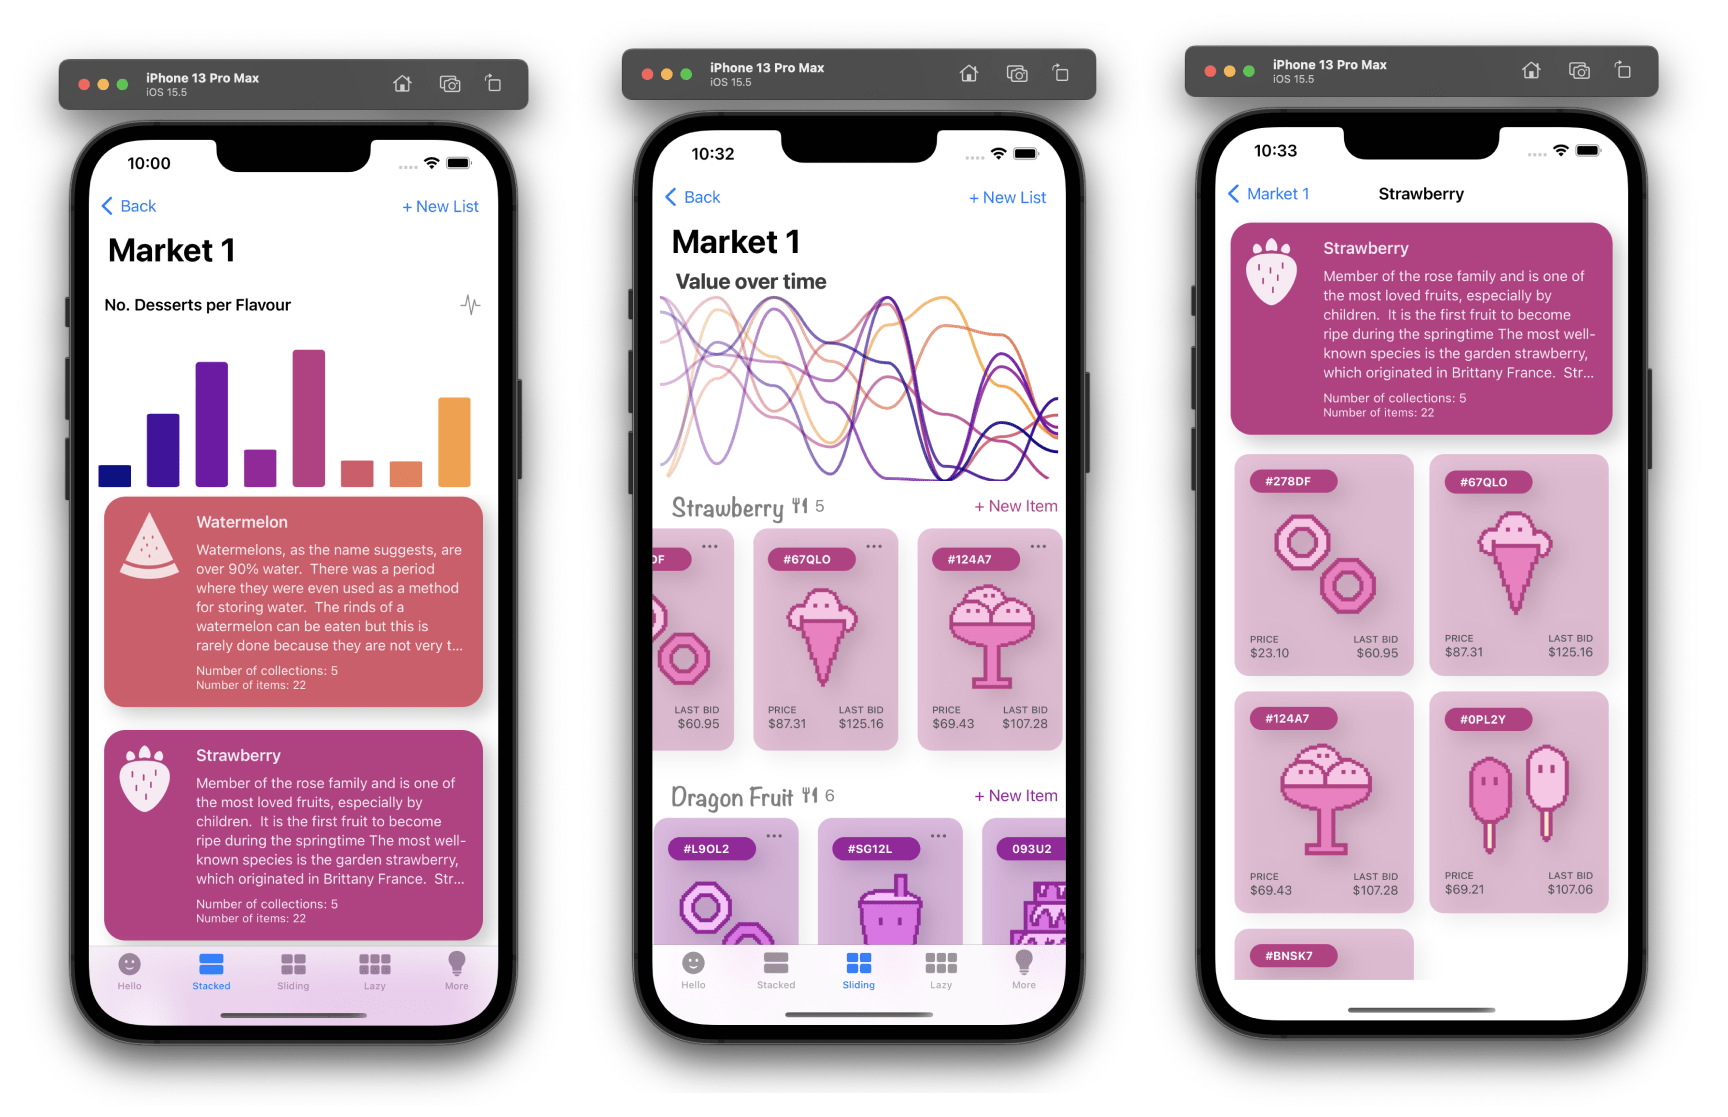 iPhone 13 Pro Max
iOS 15.5
10:00
Back
+ New List
Market 1
No. Desserts per Flavour
Watermelon
Watermelons, as the name suggests, are
over 90% water.  There was a period
where they were even used as a method
for storing water.  The rinds of a
watermelon can be eaten but this is
rarely done because they are not very t...
Number of collections: 5
Number of items: 22
Strawberry
Member of the rose family and is one of
the most loved fruits, especially by
children.  It is the first fruit to become
ripe during the springtime The most well-
known species is the garden strawberry,
which originated in Brittany France.  Str...
Number of collections: 5
Number of items: 22
Hello Stacked Sliding Lazy More
iPhone 13 Pro Max
iOS 15.5
10:32
Back
+ New List
Market 1
Value over time
Strawberry 5
+ New Item
DF #67QLO #124A7
LAST BID PRICE LAST BID PRICE LAST BID
$60.95 $87.31 $125.16 $69.43 $107.28
Dragon Fruit 6
+ New Item
#L9OL2 #SG12L 093U2
Hello Stacked Sliding Lazy More
iPhone 13 Pro Max
iOS 15.5
10:33
Market 1
Strawberry
Strawberry
Member of the rose family and is one of
the most loved fruits, especially by
children.  It is the first fruit to become
ripe during the springtime The most well-
known species is the garden strawberry,
which originated in Brittany France.  Str...
Number of collections: 5
Number of items: 22
#278DF #67QLO
PRICE LAST BID PRICE LAST BID
$23.10 $60.95 $87.31 $125.16
#124A7 #0PL2Y
PRICE LAST BID PRICE LAST BID
$69.43 $107.28 $69.21 $107.06
#BNSK7